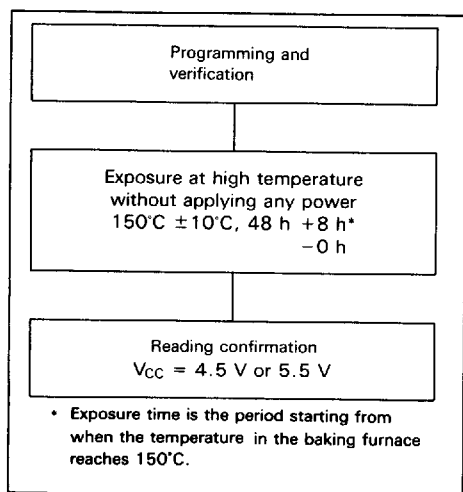 Programming and
verification
Exposure at high temperature
without applying any power
150°C ±10°C, 48 h +8 h*
−0 h
Reading confirmation
VCC = 4.5 V or 5.5 V
* Exposure time is the period starting from
when the temperature in the baking furnace
reaches 150°C.